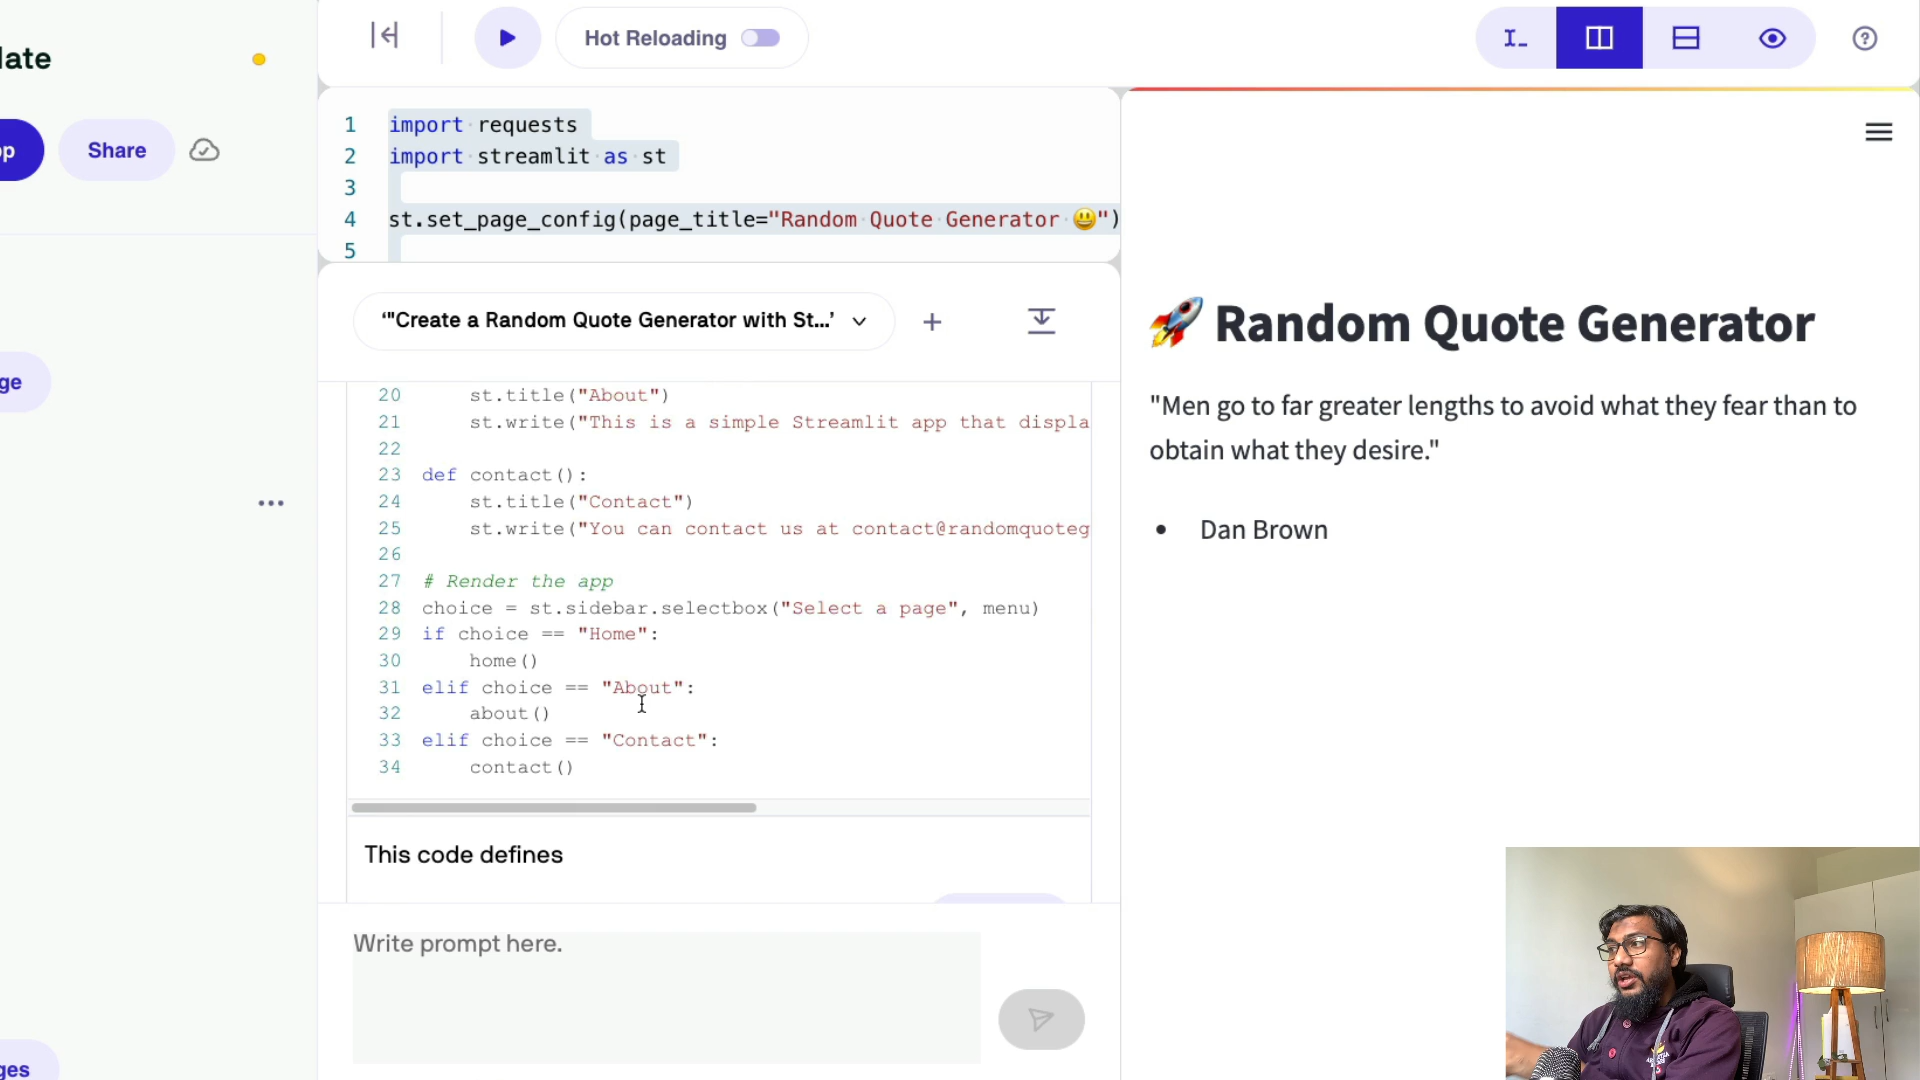 late
Hot Reloading
op
Share
1 import requests
2 import streamlit as st
3
4 st.set_page_config(page_title="Random Quote Generator 😃")
5
'"Create a Random Quote Generator with St...'
🚀 Random Quote Generator
ge
"Men go to far greater lengths to avoid what they fear than to
obtain what they desire."
• Dan Brown
20 st.title("About")
21 st.write("This is a simple Streamlit app that displa
22
23 def contact():
24 st.title("Contact")
25 st.write("You can contact us at contact@randomquoteg
26
27 # Render the app
28 choice = st.sidebar.selectbox("Select a page", menu)
29 if choice == "Home":
30 home()
31 elif choice == "About":
32 about()
33 elif choice == "Contact":
34 contact()
This code defines
Write prompt here.
ges